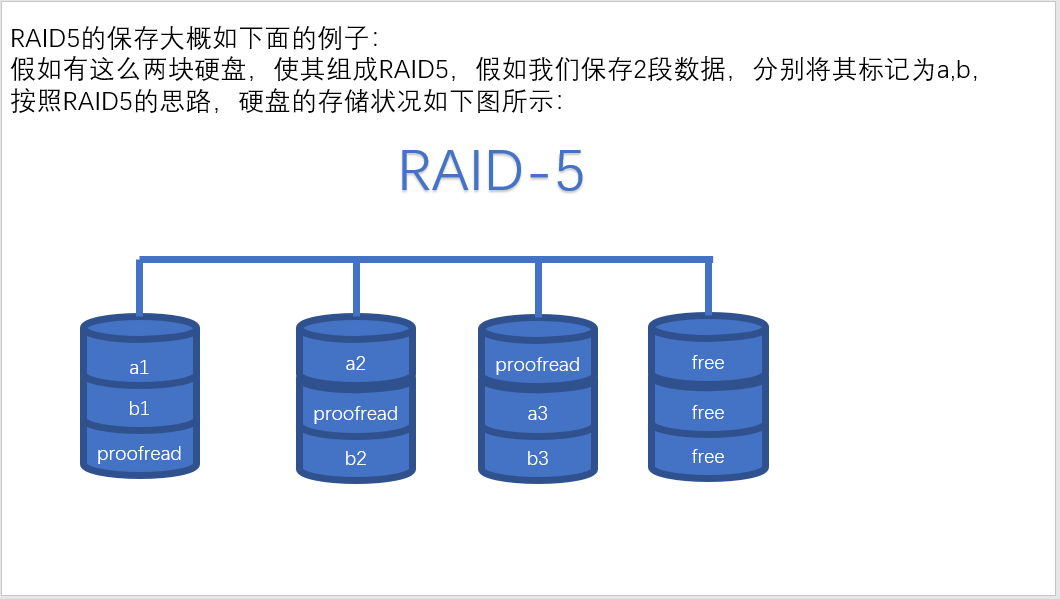 RAID5的保存大概如下面的例子：
假如有这么两块硬盘，使其组成RAID5，假如我们保存2段数据，分别将其标记为a,b，
按照RAID5的思路，硬盘的存储状况如下图所示：
RAID-5
a1
b1
proofread
a2
proofread
b2
proofread
a3
b3
free
free
free